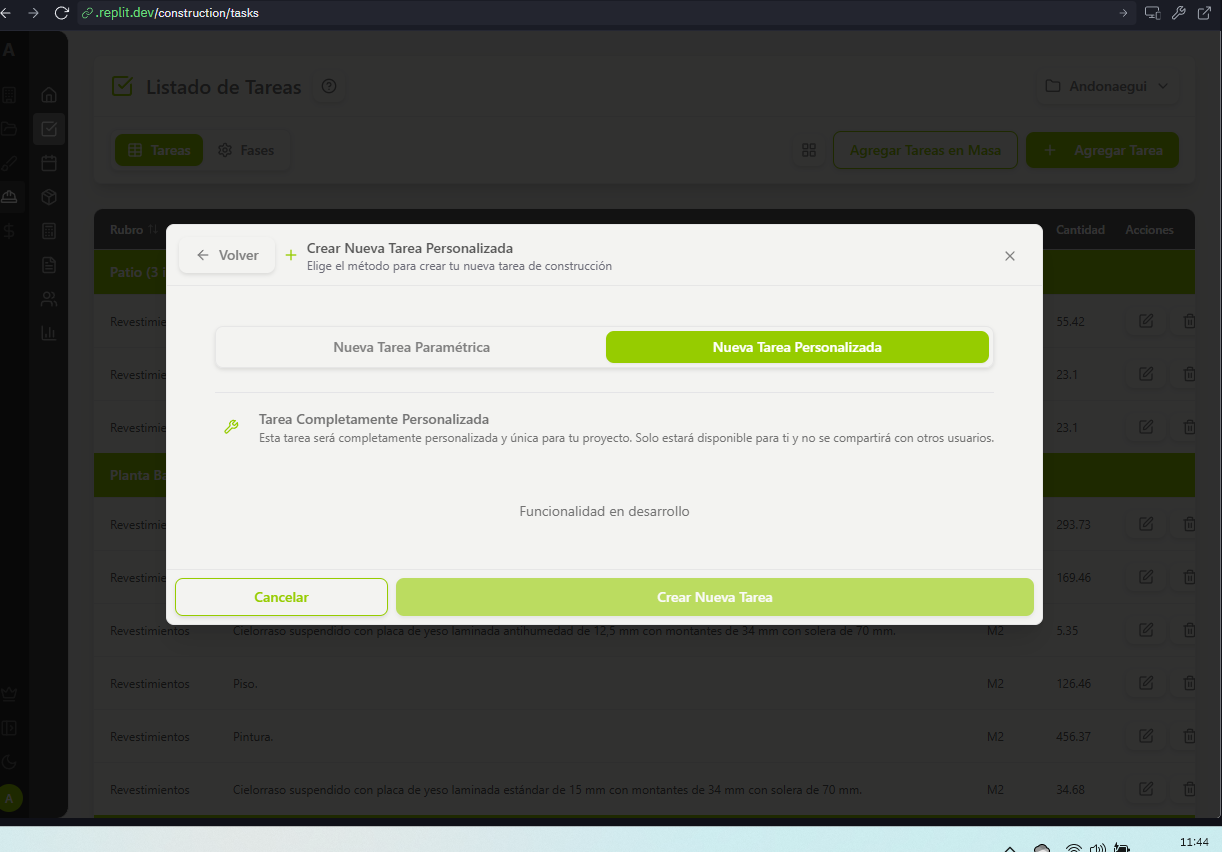 .replit.dev/construction/tasks
A
Listado de Tareas
Andonaegui
Tareas
Fases
Agregar Tareas en Masa
Agregar Tarea
Rubro
Cantidad
Acciones
Volver
Crear Nueva Tarea Personalizada
Elige el método para crear tu nueva tarea de construcción
Patio (3 i
Revestimie
55.42
Nueva Tarea Paramétrica
Nueva Tarea Personalizada
Revestimie
23.1
Tarea Completamente Personalizada
Esta tarea será completamente personalizada y única para tu proyecto. Solo estará disponible para ti y no se compartirá con otros usuarios.
Revestimie
23.1
Planta Ba
Funcionalidad en desarrollo
Revestimie
293.73
Revestimie
169.46
Cancelar
Crear Nueva Tarea
Revestimientos Cielorraso suspendido con placa de yeso laminada antihumedad de 12,5 mm con montantes de 34 mm con solera de 70 mm. M2 5.35
Revestimientos Piso. M2 126.46
Revestimientos Pintura. M2 456.37
Revestimientos Cielorraso suspendido con placa de yeso laminada estándar de 15 mm con montantes de 34 mm con solera de 70 mm. M2 34.68
A
11:44